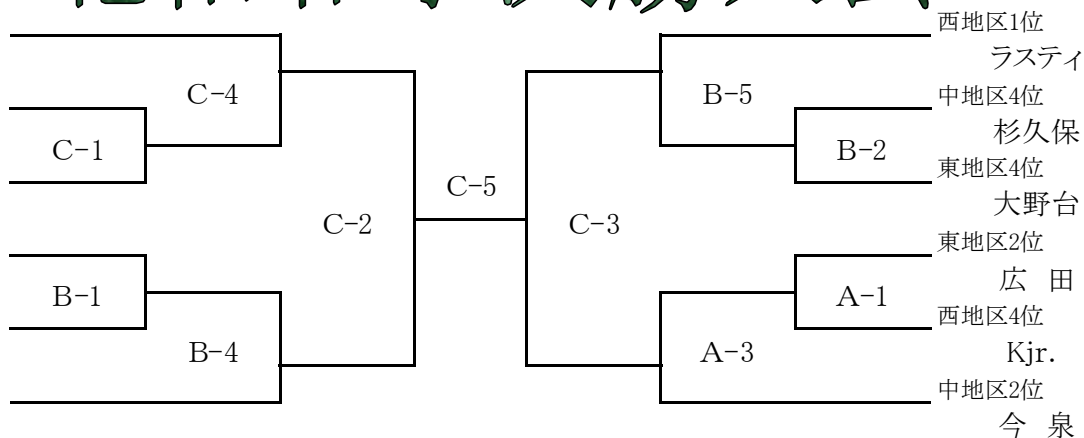 西地区1位
ラスティ
C-4
B-5
中地区4位
杉久保
C-1
B-2
東地区4位
大野台
C-5
C-2
C-3
東地区2位
広 田
B-1
A-1
西地区4位
Kjr.
B-4
A-3
中地区2位
今 泉